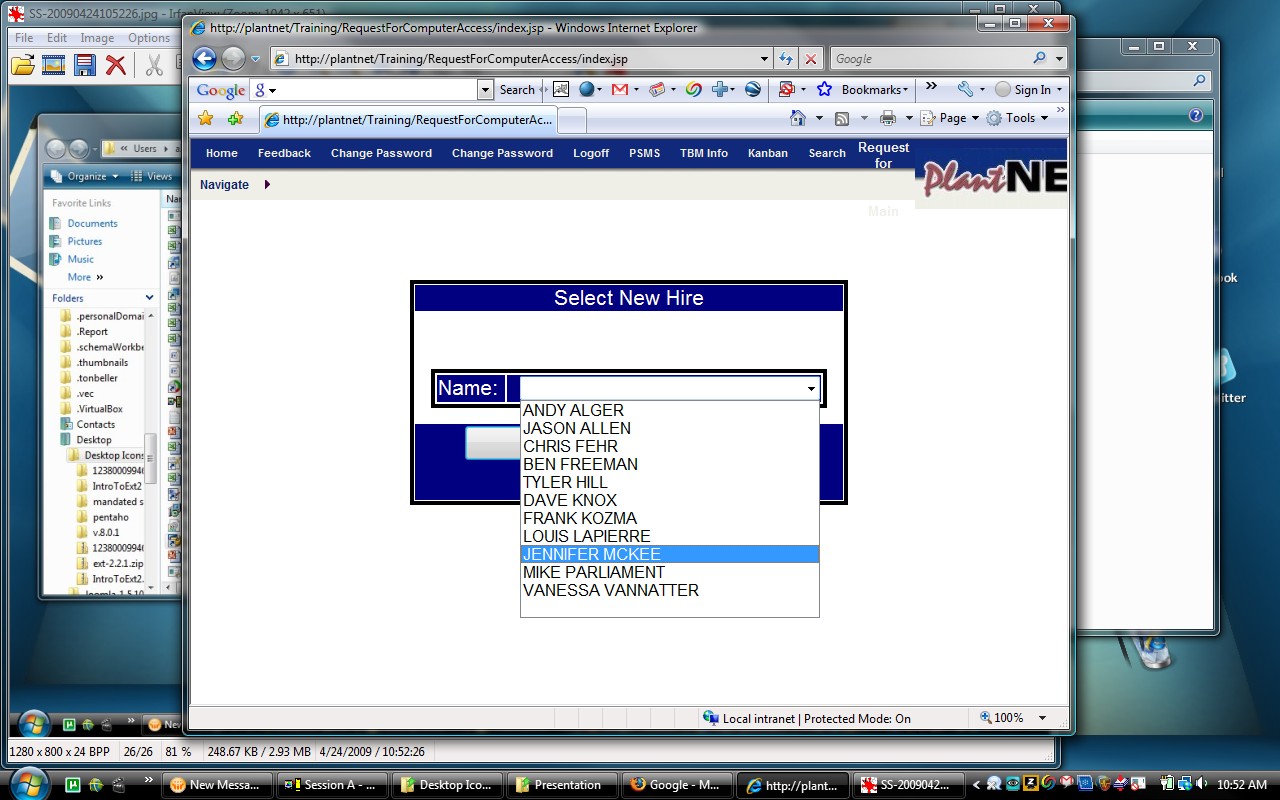 SS-20090424105226.jpg - IrfanView (Zoom: 1042 x 651)
File Edit Image Options
http://plantnet/Training/RequestForComputerAccess/index.jsp - Windows Internet Explorer
http://plantnet/Training/RequestForComputerAccess/index.jsp
Google
Google
Search
Bookmarks
Sign In
http://plantnet/Training/RequestForComputerAc...
Page
Tools
Home Feedback Change Password Change Password Logoff PSMS TBM Info Kanban Search Request for
Main
PlantNE
Navigate
Users
Organize Views
Favorite Links
Documents
Pictures
Music
More »
Folders
.personalDomai
.Report
.schemaWorkbe
.thumbnails
.tonbeller
.vec
.VirtualBox
Contacts
Desktop
Desktop Icons
12380009946
IntroToExt2
mandated s
pentaho
v.8.0.1
12380009946
ext-2.2.1.zip
IntroToExt2.
Joomla-1.5.10
Select New Hire
Name:
ANDY ALGER
JASON ALLEN
CHRIS FEHR
BEN FREEMAN
TYLER HILL
DAVE KNOX
FRANK KOZMA
LOUIS LAPIERRE
JENNIFER MCKEE
MIKE PARLIAMENT
VANESSA VANNATTER
ook
itter
Local intranet | Protected Mode: On
100%
1280 x 800 x 24 BPP 26/26 81 % 248.67 KB / 2.93 MB 4/24/2009 / 10:52:26
New Messa...
Session A - ...
Desktop Ico...
Presentation
Google - M...
http://plant...
SS-2009042...
10:52 AM